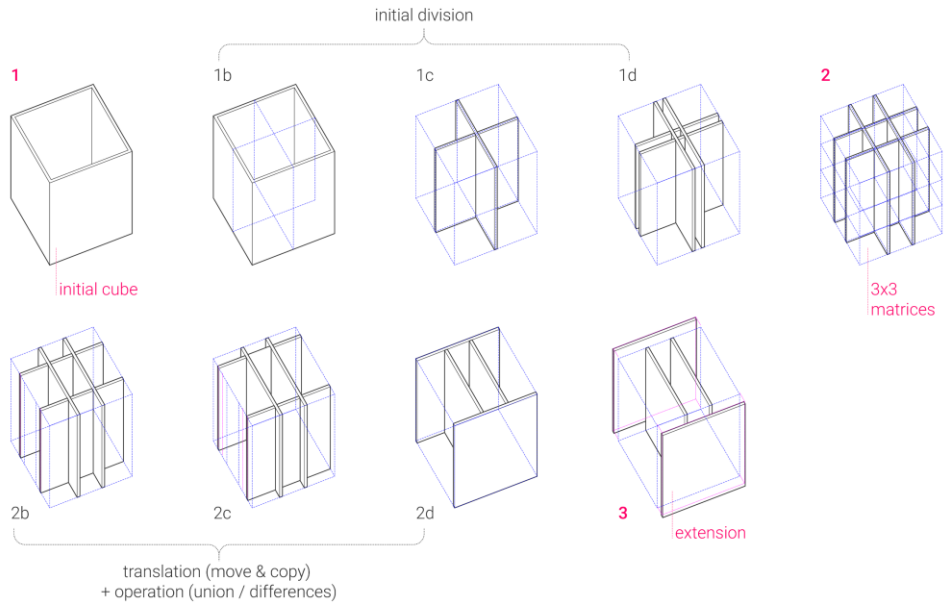 initial division
1
1b
1c
1d
2
initial cube
3x3
matrices
2b
2c
2d
3
extension
translation (move & copy)
+ operation (union / differences)